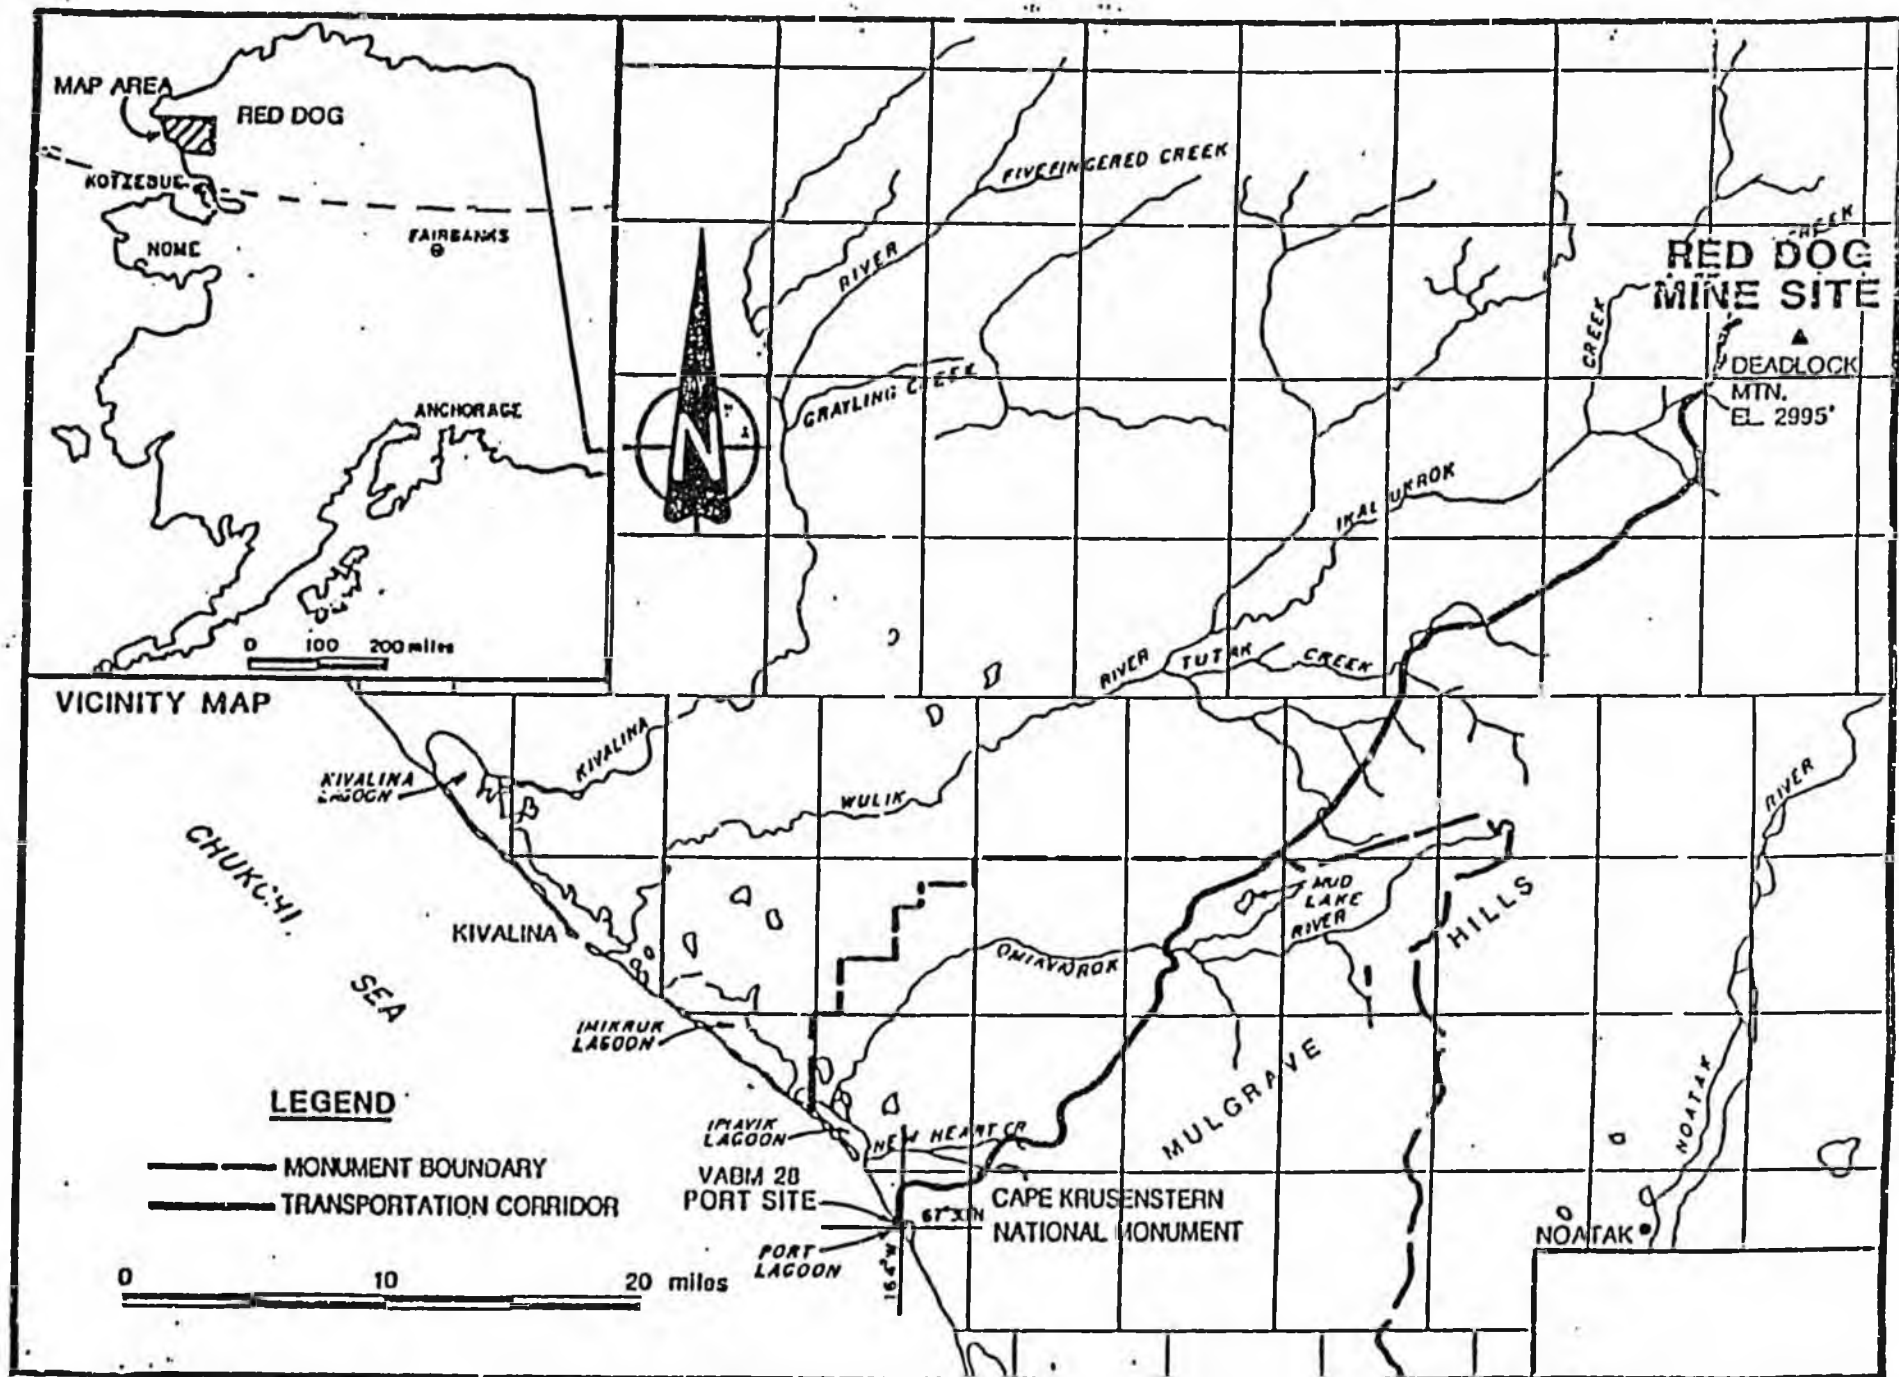 MAP AREA
RED DOG
KOTZEBUE
NOME
FAIRBANKS
ANCHORAGE
0 100 200 miles
VICINITY MAP
FIVEFINGERED CREEK
RIVER
GRAYLING CREEK
N
CREEK
RED DOG
MINE SITE
CREEK
DEADLOCK
MTN.
EL. 2995'
IKALUKROK
RIVER
TUTAK CREEK
KIVALINA
LAGOON
KIVALINA
WULIK
RIVER
CHUKCHI
SEA
KIVALINA
MUD
LAKE
RIVER
HILLS
IMIKRUK
LAGOON
MULGRAVE
NOATAK
LEGEND
MONUMENT BOUNDARY
TRANSPORTATION CORRIDOR
IPIAVIK
LAGOON
NEW HEART CR
VABM 28
PORT SITE
CAPE KRUSENSTERN
NATIONAL MONUMENT
PORT
LAGOON
164°W
NOATAK
0 10 20 miles